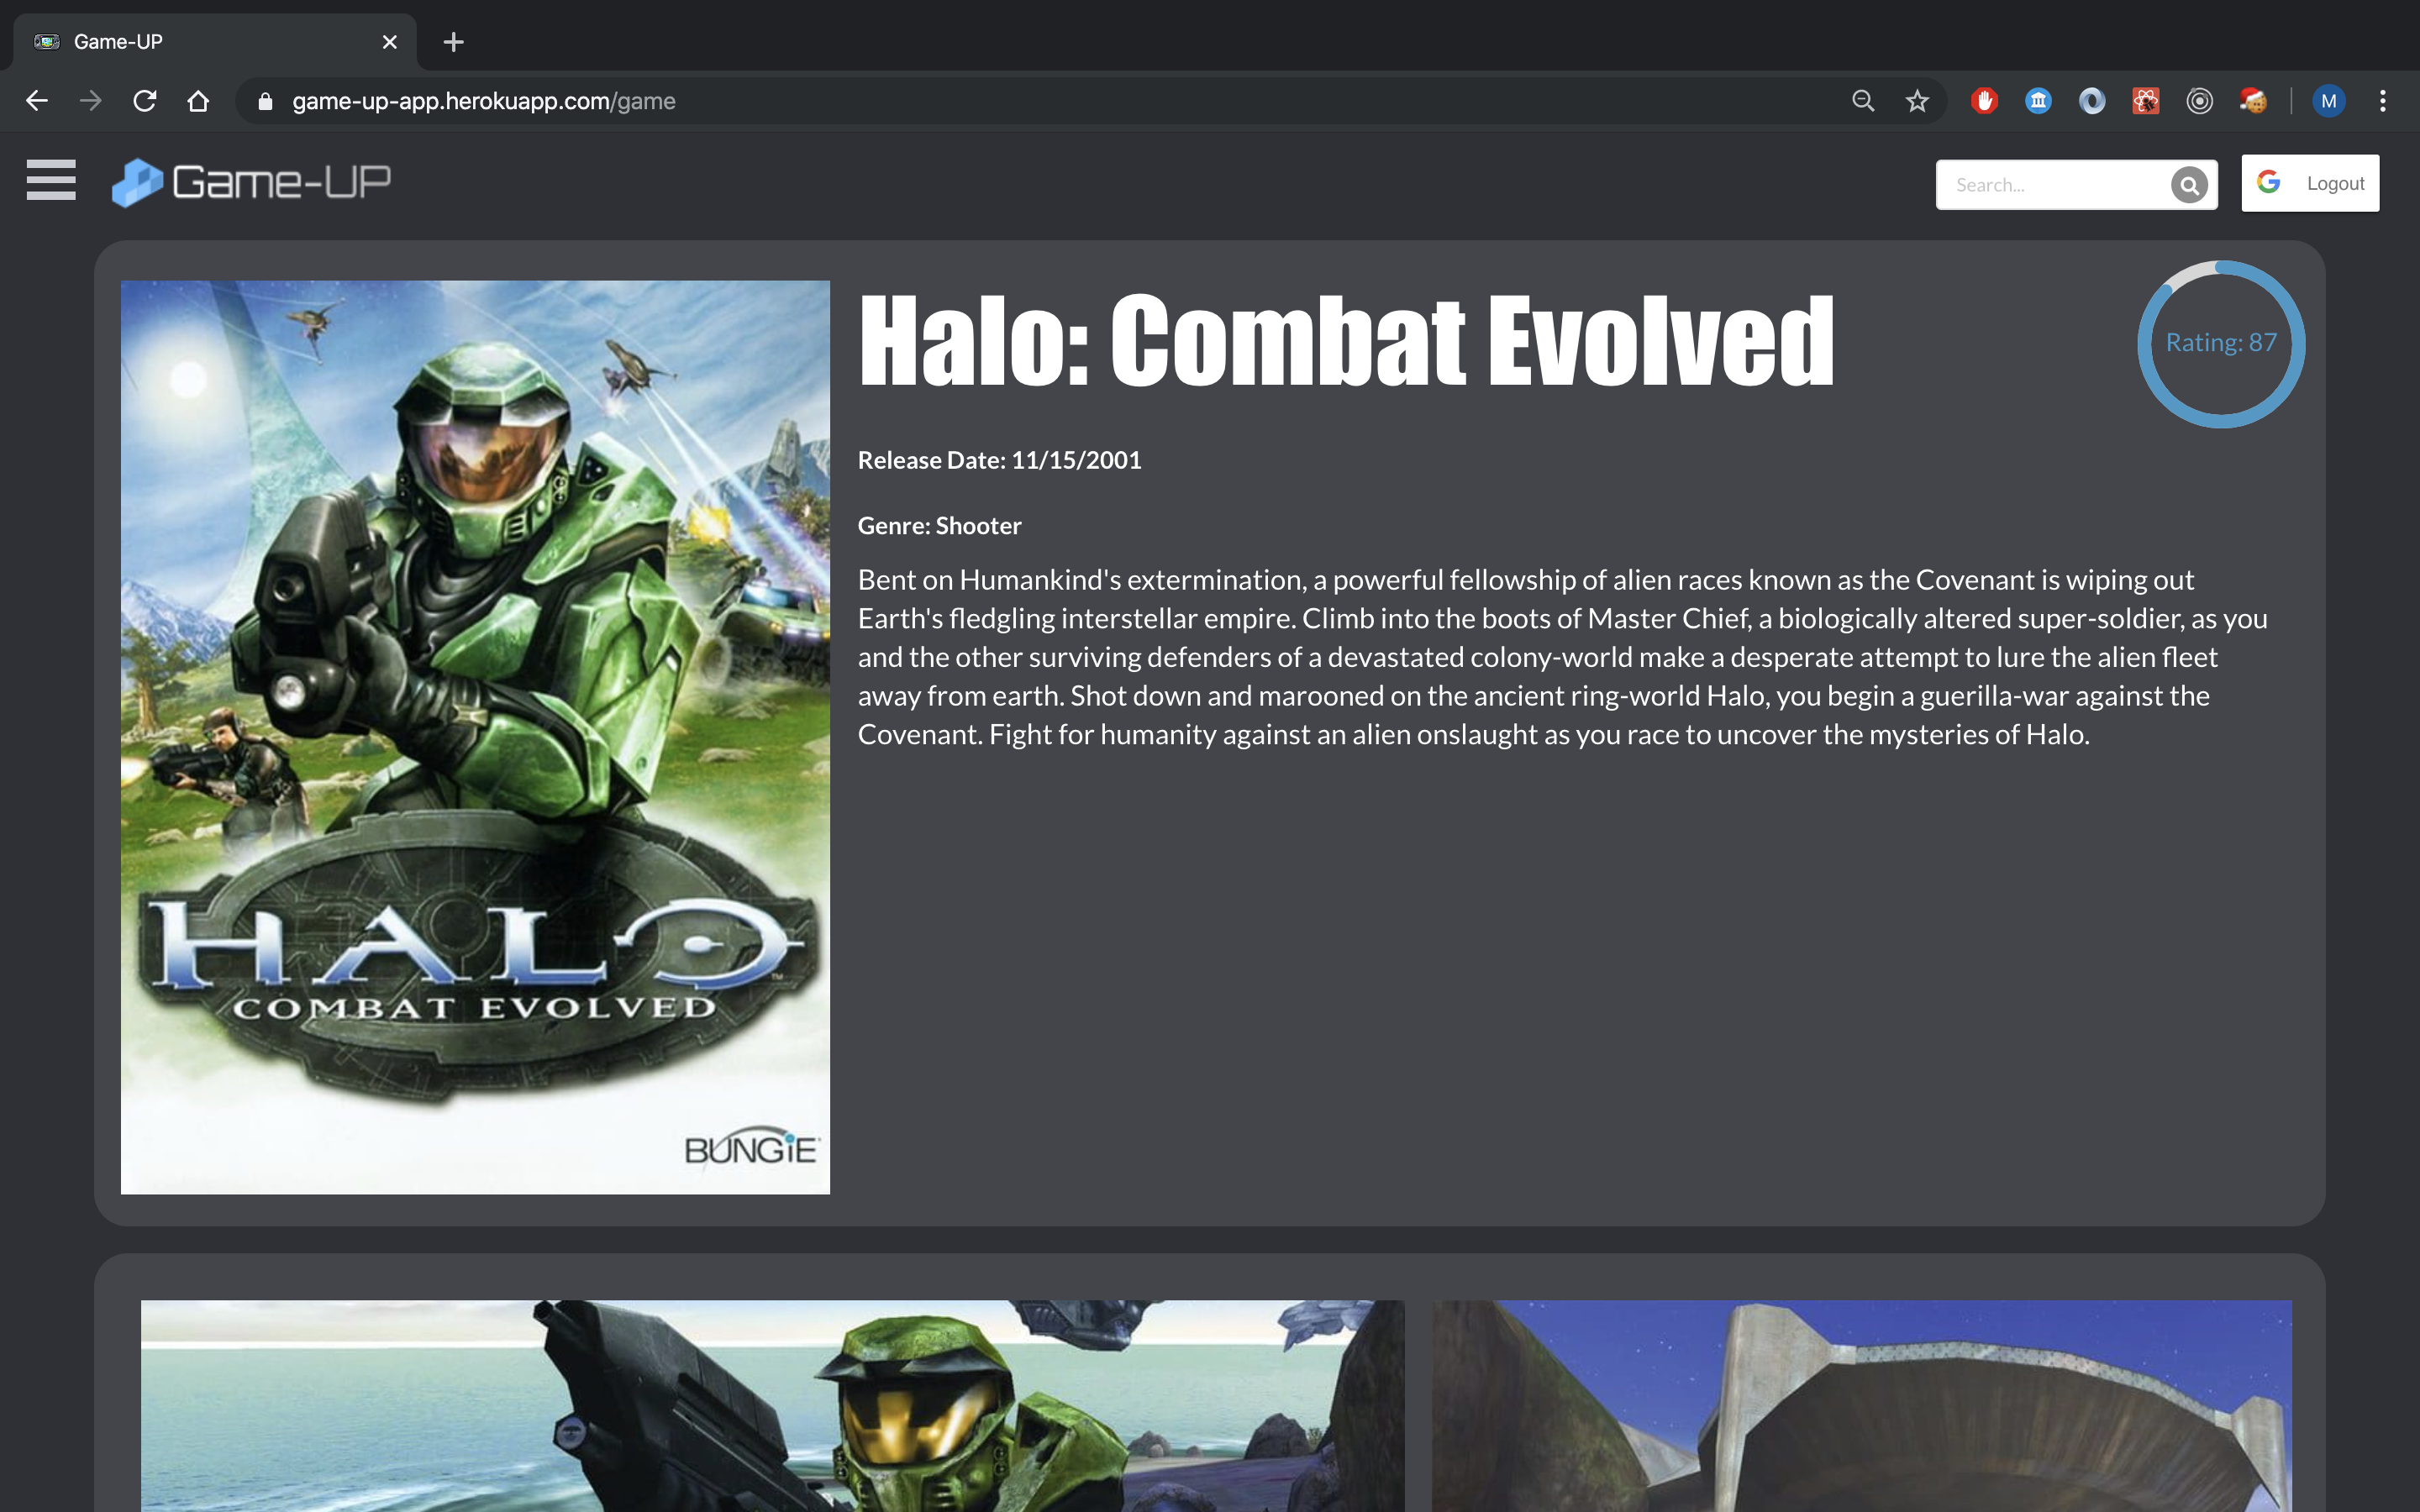 Game-UP
game-up-app.herokuapp.com/game
M
Game-UP
Search...
Logout
Halo: Combat Evolved
Rating: 87
Release Date: 11/15/2001
Genre: Shooter
Bent on Humankind's extermination, a powerful fellowship of alien races known as the Covenant is wiping out
Earth's fledgling interstellar empire. Climb into the boots of Master Chief, a biologically altered super-soldier, as you
and the other surviving defenders of a devastated colony-world make a desperate attempt to lure the alien fleet
away from earth. Shot down and marooned on the ancient ring-world Halo, you begin a guerilla-war against the
Covenant. Fight for humanity against an alien onslaught as you race to uncover the mysteries of Halo.
HALO
™
COMBAT EVOLVED
BUNGiE